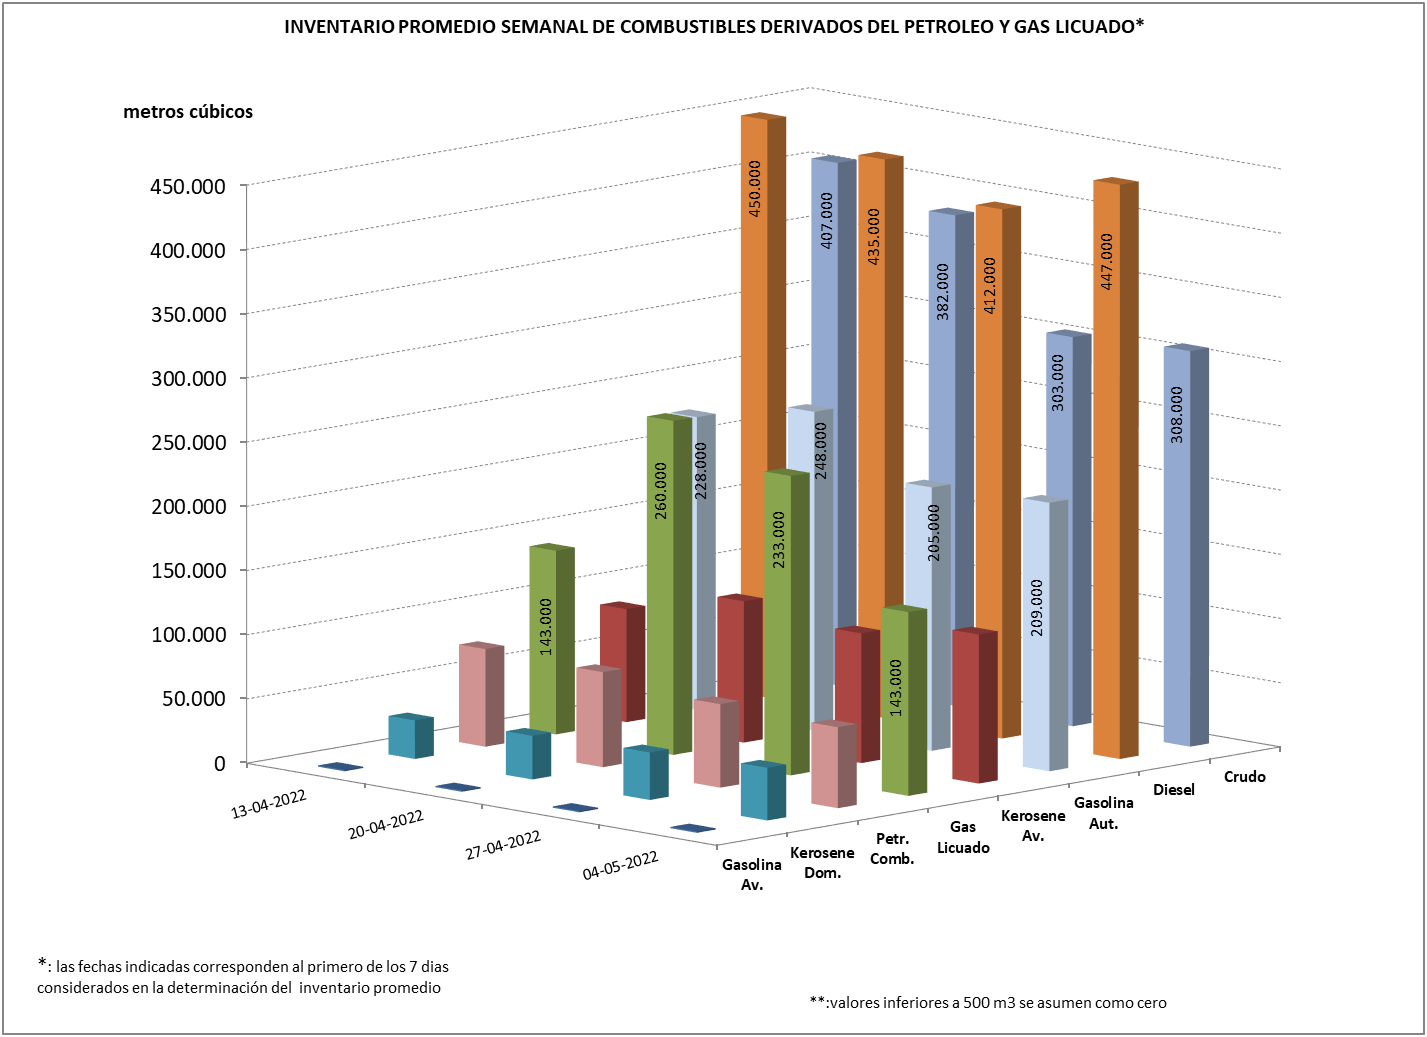 INVENTARIO PROMEDIO SEMANAL DE COMBUSTIBLES DERIVADOS DEL PETROLEO Y GAS LICUADO*
metros cúbicos
450.000
400.000
350.000
300.000
250.000
200.000
150.000
100.000
50.000
0
450.000
407.000
435.000
382.000
412.000
447.000
303.000
308.000
228.000
248.000
205.000
209.000
143.000
260.000
233.000
143.000
13-04-2022
20-04-2022
27-04-2022
04-05-2022
Gasolina
Av.
Kerosene
Dom.
Petr.
Comb.
Gas
Licuado
Kerosene
Av.
Gasolina
Aut.
Diesel
Crudo
*: las fechas indicadas corresponden al primero de los 7 dias
considerados en la determinación del inventario promedio
**:valores inferiores a 500 m3 se asumen como cero